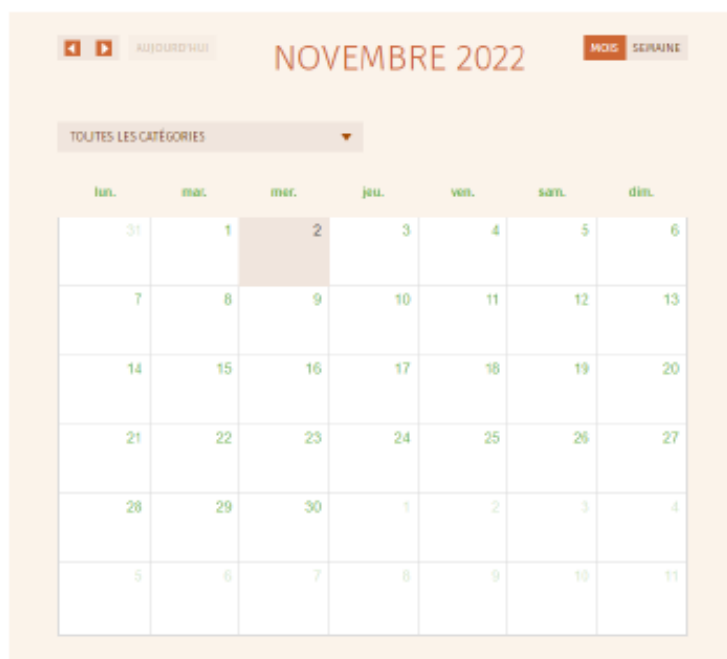 AUJOURD'HUI NOVEMBRE 2022 MOIS SEMAINE
TOUTES LES CATÉGORIES
lun. mar. mer. jeu. ven. sam. dim.
31 1 2 3 4 5 6
7 8 9 10 11 12 13
14 15 16 17 18 19 20
21 22 23 24 25 26 27
28 29 30 1 2 3 4
5 6 7 8 9 10 11